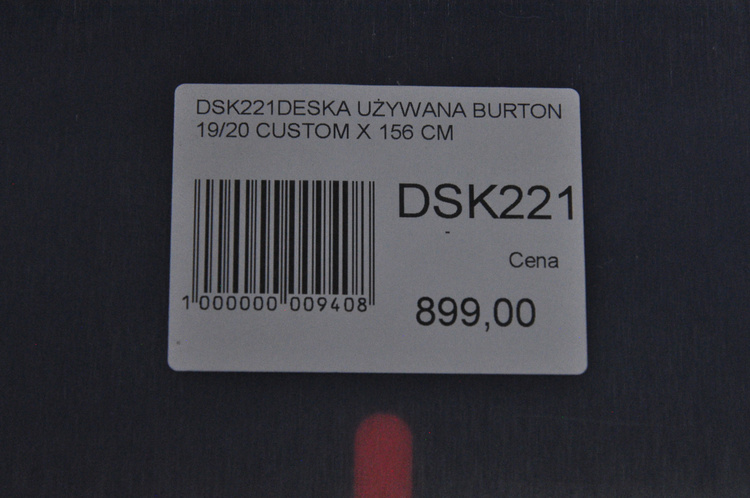 DSK221DESKA UŻYWANA BURTON
19/20 CUSTOM X 156 CM
DSK221
-
Cena
899,00
1 000000 009408